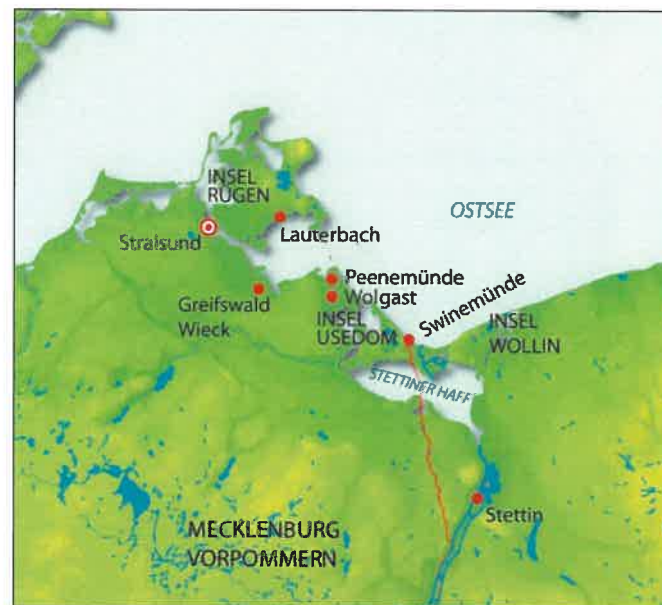 INSEL
RÜGEN
OSTSEE
Stralsund
Lauterbach
Peenemünde
Wolgast
Greifswald
Wieck
INSEL
USEDOM
Swinemünde
INSEL
WOLLIN
STETTINER HAFF
Stettin
MECKLENBURG
VORPOMMERN